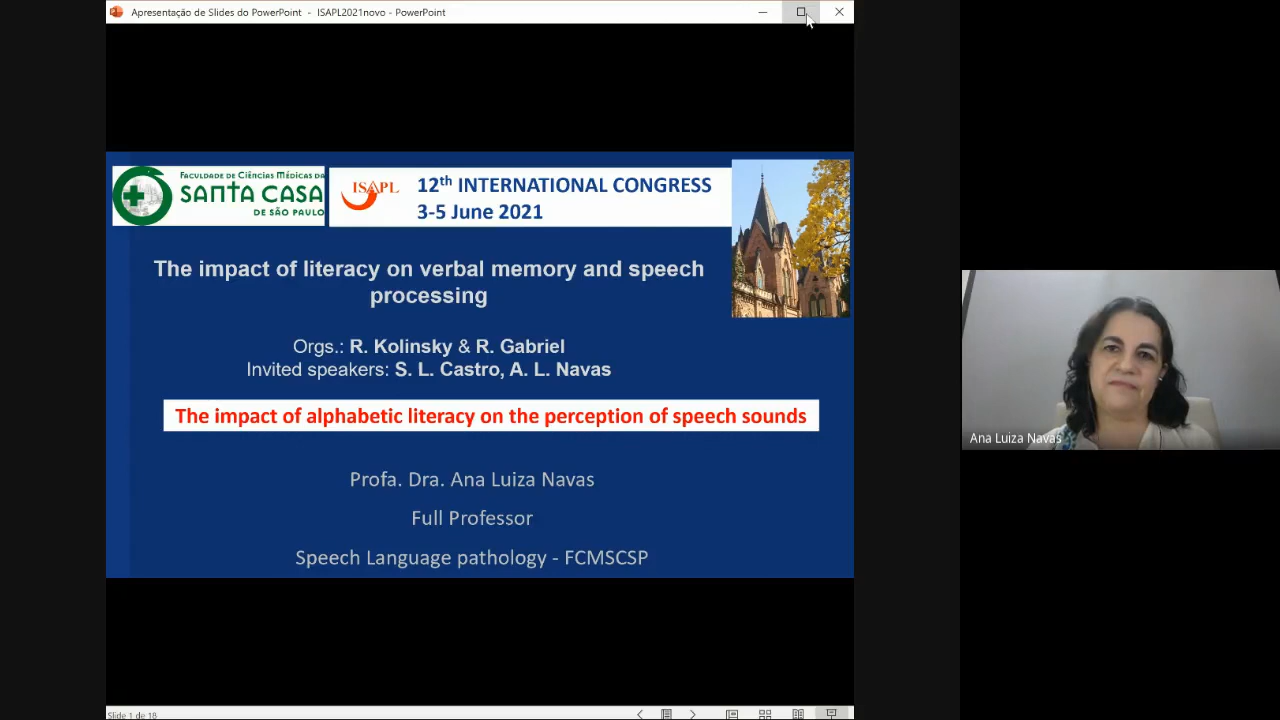 Apresentação de Slides do PowerPoint - ISAPL2021novo - PowerPoint
FACULDADE DE CIÊNCIAS MÉDICAS DA
SANTA CASA
DE SÃO PAULO
ISAPL
12th INTERNATIONAL CONGRESS
3-5 June 2021
The impact of literacy on verbal memory and speech
processing
Orgs.: R. Kolinsky & R. Gabriel
Invited speakers: S. L. Castro, A. L. Navas
The impact of alphabetic literacy on the perception of speech sounds
Profa. Dra. Ana Luiza Navas
Full Professor
Speech Language pathology - FCMSCSP
Ana Luiza Navas
Slide 1 de 18